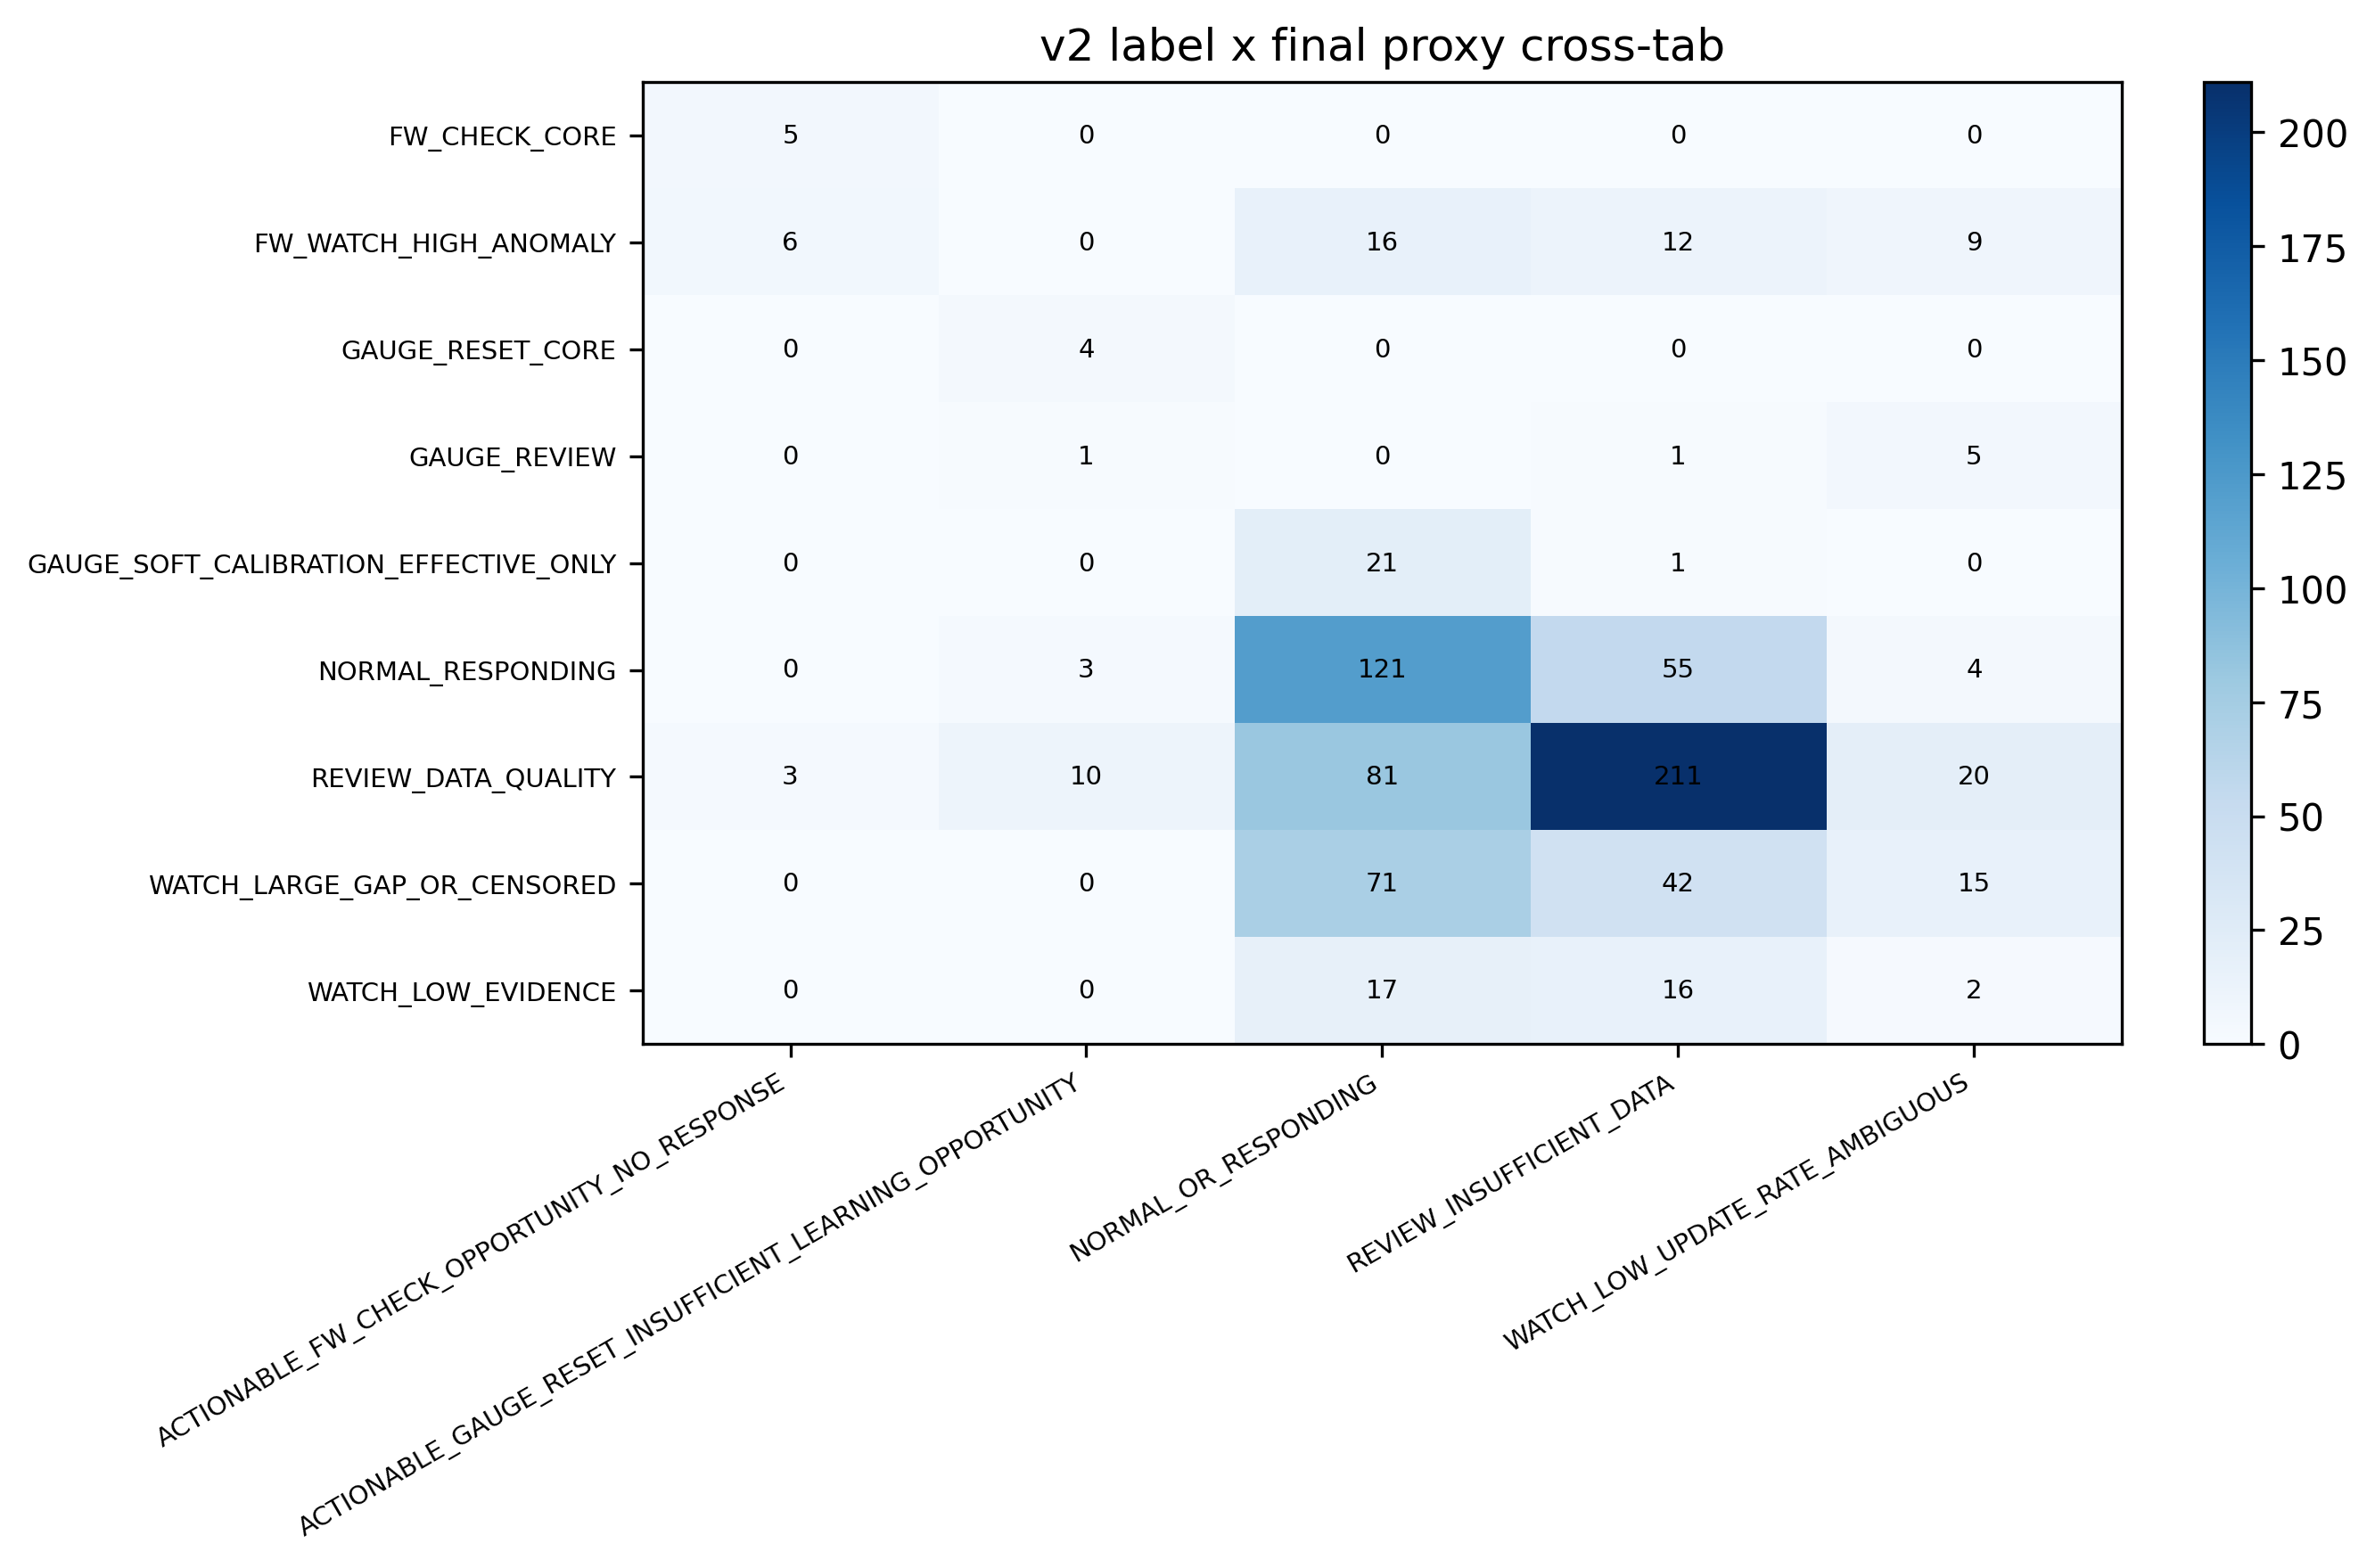 v2 label x final proxy cross-tab
FW_CHECK_CORE 5 0 0 0 0
FW_WATCH_HIGH_ANOMALY 6 0 16 12 9
GAUGE_RESET_CORE 0 4 0 0 0
GAUGE_REVIEW 0 1 0 1 5
GAUGE_SOFT_CALIBRATION_EFFECTIVE_ONLY 0 0 21 1 0
NORMAL_RESPONDING 0 3 121 55 4
REVIEW_DATA_QUALITY 3 10 81 211 20
WATCH_LARGE_GAP_OR_CENSORED 0 0 71 42 15
WATCH_LOW_EVIDENCE 0 0 17 16 2
ACTIONABLE_FW_CHECK_OPPORTUNITY_NO_RESPONSE
ACTIONABLE_GAUGE_RESET_INSUFFICIENT_LEARNING_OPPORTUNITY
NORMAL_OR_RESPONDING
REVIEW_INSUFFICIENT_DATA
WATCH_LOW_UPDATE_RATE_AMBIGUOUS
200
175
150
125
100
75
50
25
0